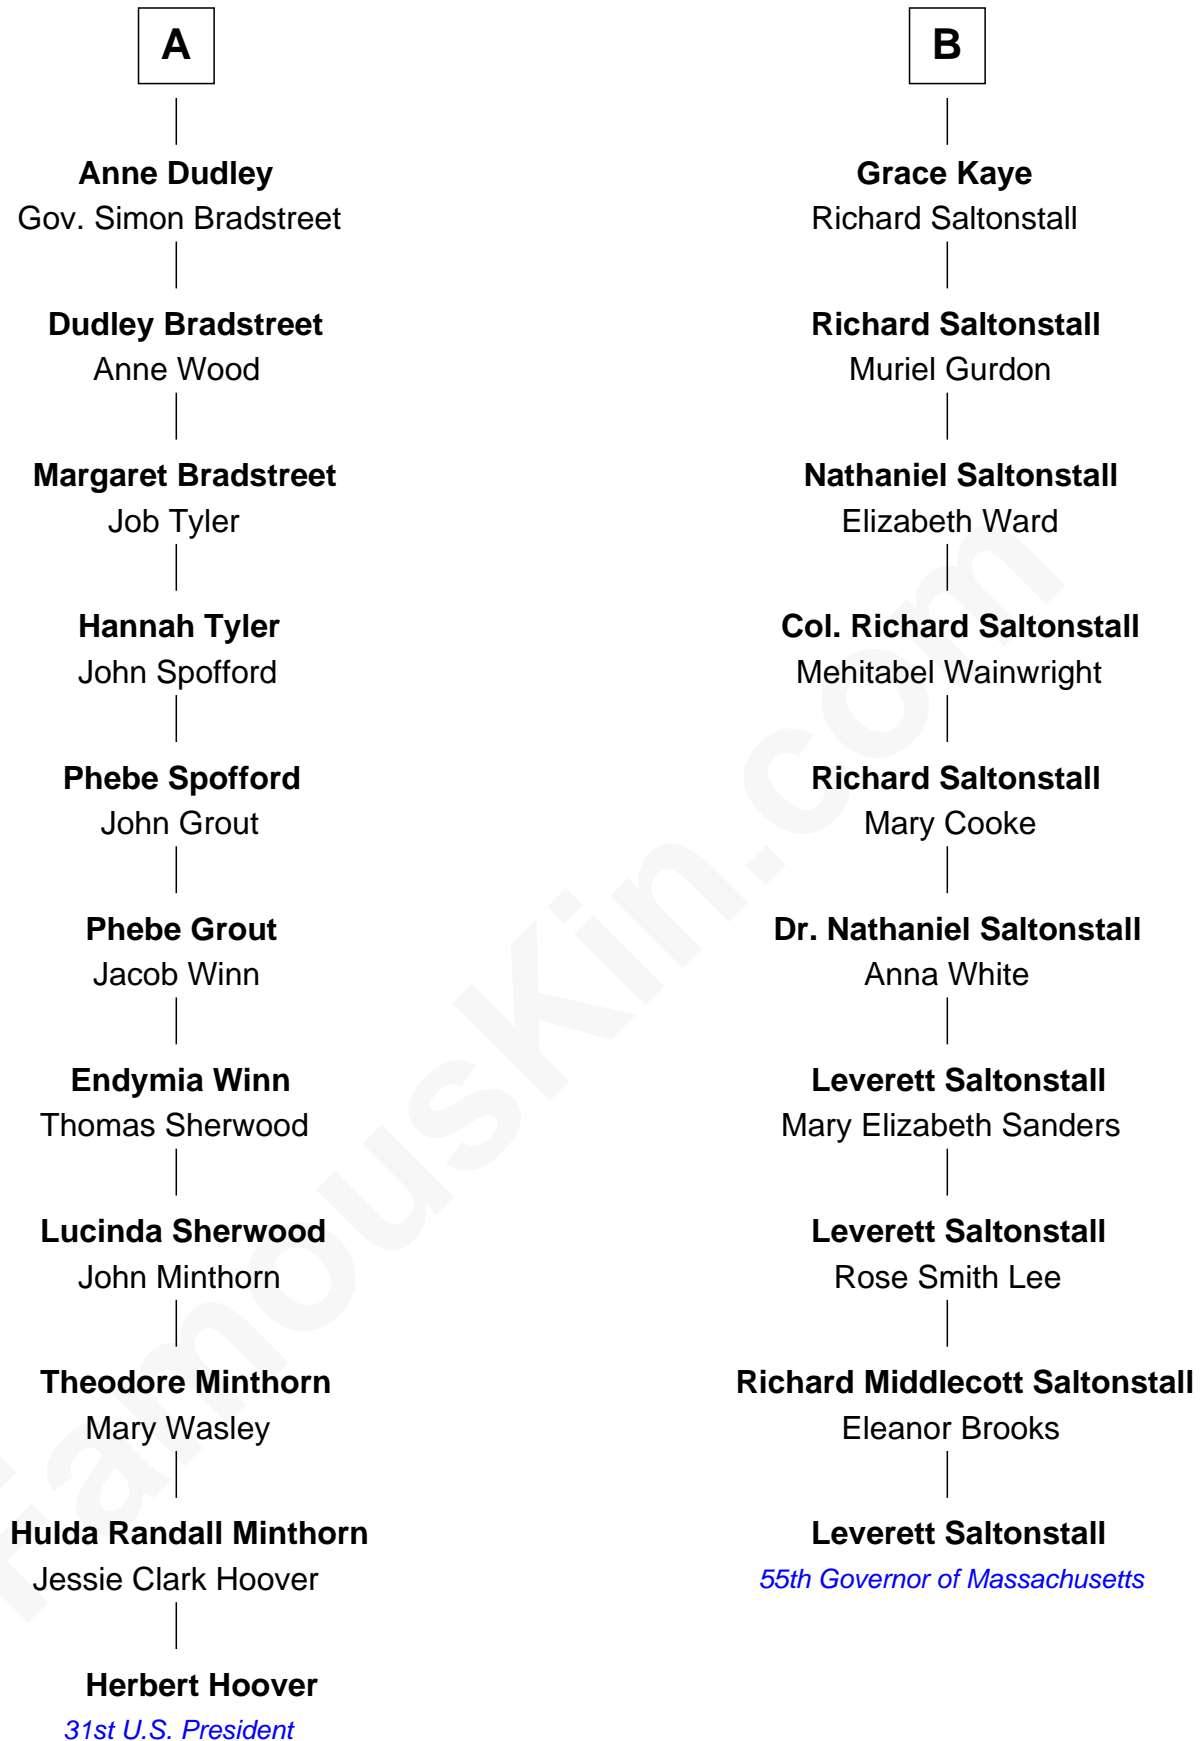 A
Anne Dudley
Gov. Simon Bradstreet
Dudley Bradstreet
Anne Wood
Margaret Bradstreet
Job Tyler
Hannah Tyler
John Spofford
Phebe Spofford
John Grout
Phebe Grout
Jacob Winn
Endymia Winn
Thomas Sherwood
Lucinda Sherwood
John Minthorn
Theodore Minthorn
Mary Wasley
Hulda Randall Minthorn
Jessie Clark Hoover
Herbert Hoover
31st U.S. President
B
Grace Kaye
Richard Saltonstall
Richard Saltonstall
Muriel Gurdon
Nathaniel Saltonstall
Elizabeth Ward
Col. Richard Saltonstall
Mehitabel Wainwright
Richard Saltonstall
Mary Cooke
Dr. Nathaniel Saltonstall
Anna White
Leverett Saltonstall
Mary Elizabeth Sanders
Leverett Saltonstall
Rose Smith Lee
Richard Middlecott Saltonstall
Eleanor Brooks
Leverett Saltonstall
55th Governor of Massachusetts
FamousKin.com